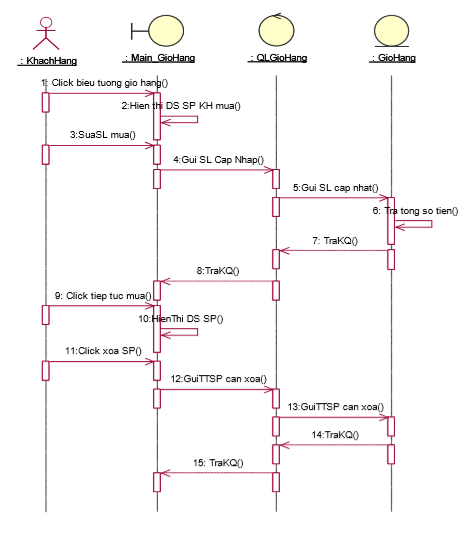 : KhachHang
: Main_GioHang
: QLGioHang
: GioHang
1: Click bieu tuong gio hang()
2:Hien thi DS SP KH mua()
3:SuaSL mua()
4:Gui SL Cap Nhap()
5:Gui SL cap nhat()
6: Tra tong so tien()
7: TraKQ()
8:TraKQ()
9: Click tiep tuc mua()
10:HienThi DS SP()
11:Click xoa SP()
12:GuiTTSP can xoa()
13:GuiTTSP can xoa()
14:TraKQ()
15: TraKQ()